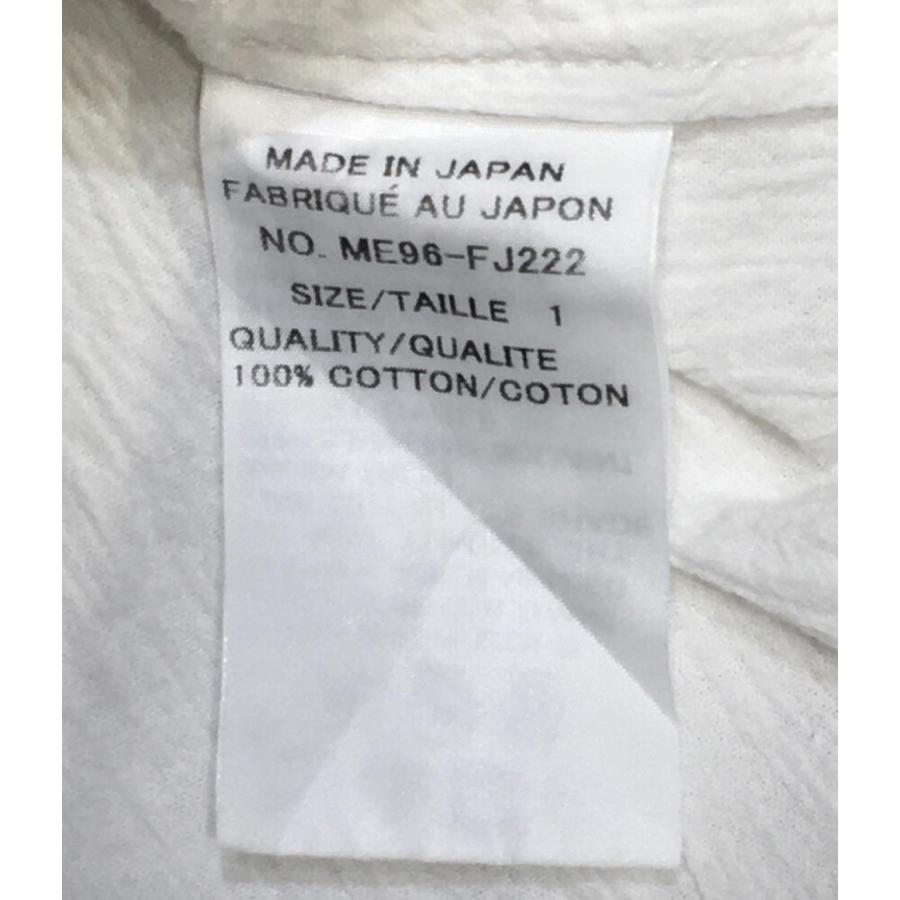 MADE IN JAPAN
FABRIQUÉ AU JAPON
NO. ME96-FJ222
SIZE/TAILLE 1
QUALITY/QUALITE
100% COTTON/COTON